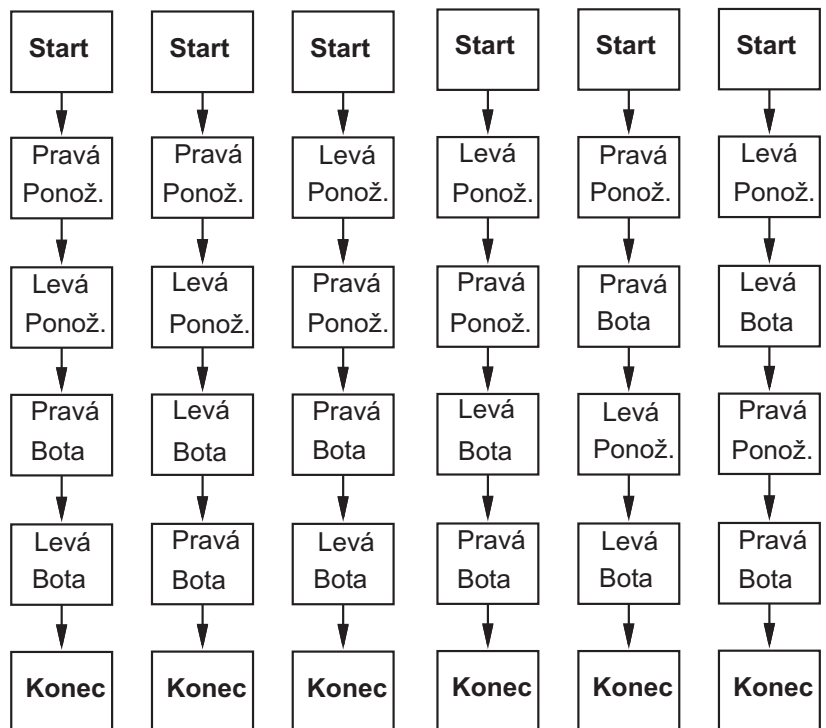 Start Start Start Start Start Start
Pravá Pravá Levá Levá Pravá Levá
Ponož. Ponož. Ponož. Ponož. Ponož. Ponož.
Levá Levá Pravá Pravá Pravá Levá
Ponož. Ponož. Ponož. Ponož. Bota Bota
Pravá Levá Pravá Levá Levá Pravá
Bota Bota Bota Bota Ponož. Ponož.
Levá Pravá Levá Pravá Levá Pravá
Bota Bota Bota Bota Bota Bota
Konec Konec Konec Konec Konec Konec